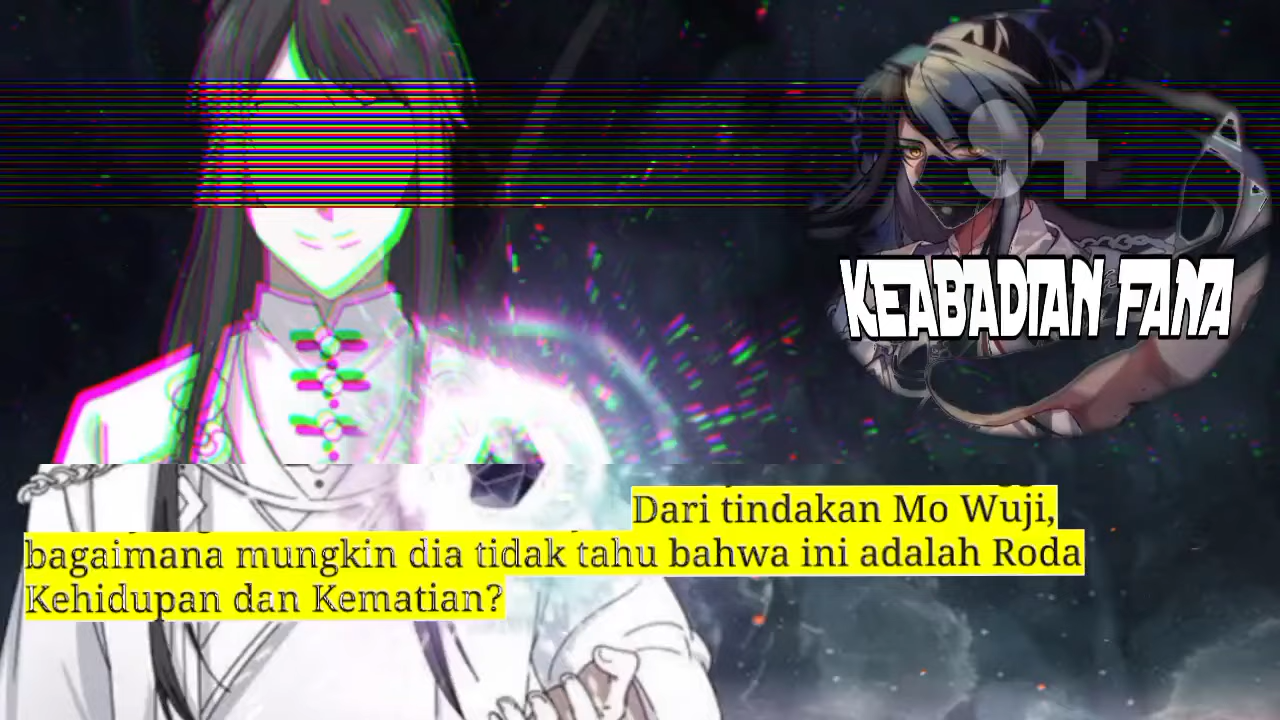 94
KEABADIAN FANA
Dari tindakan Mo Wuji,
bagaimana mungkin dia tidak tahu bahwa ini adalah Roda
Kehidupan dan Kematian?